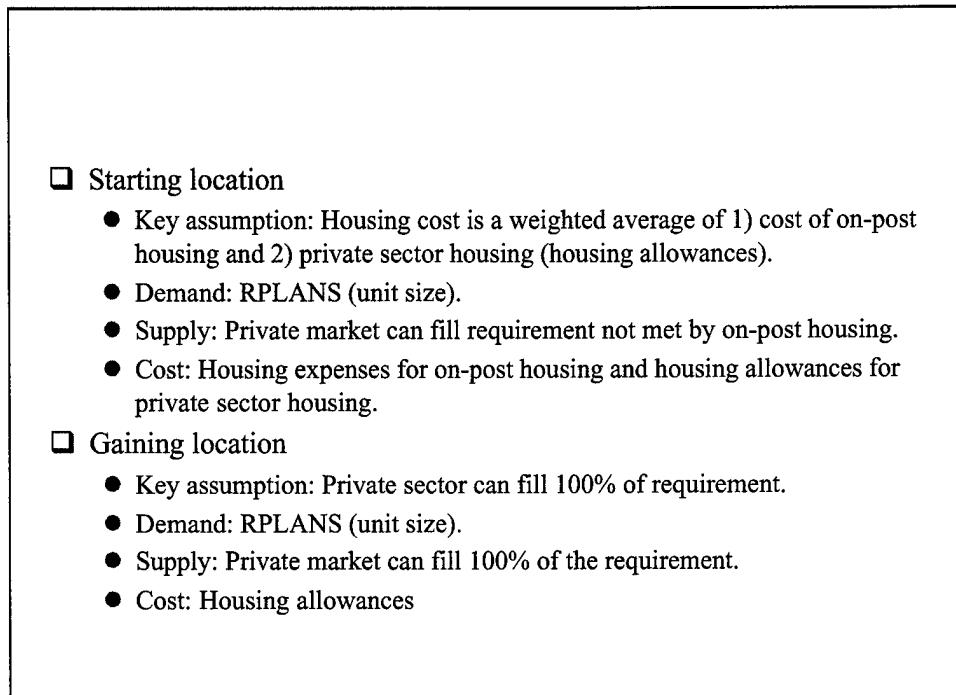 ❑ Starting location
● Key assumption: Housing cost is a weighted average of 1) cost of on-post
housing and 2) private sector housing (housing allowances).
● Demand: RPLANS (unit size).
● Supply: Private market can fill requirement not met by on-post housing.
● Cost: Housing expenses for on-post housing and housing allowances for
private sector housing.
❑ Gaining location
● Key assumption: Private sector can fill 100% of requirement.
● Demand: RPLANS (unit size).
● Supply: Private market can fill 100% of the requirement.
● Cost: Housing allowances